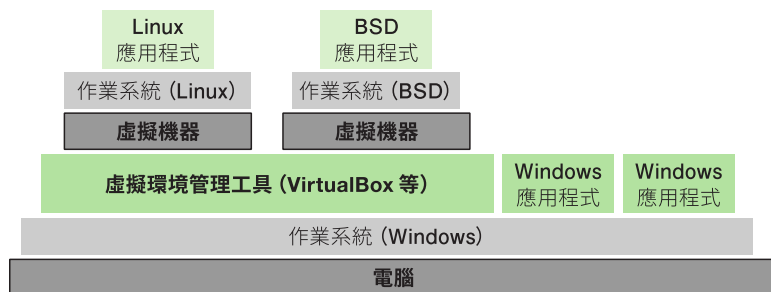 Linux
應用程式
BSD
應用程式
作業系統（Linux）
作業系統（BSD）
虛擬機器
虛擬機器
虛擬環境管理工具（VirtualBox 等）
Windows
應用程式
Windows
應用程式
作業系統（Windows）
電腦